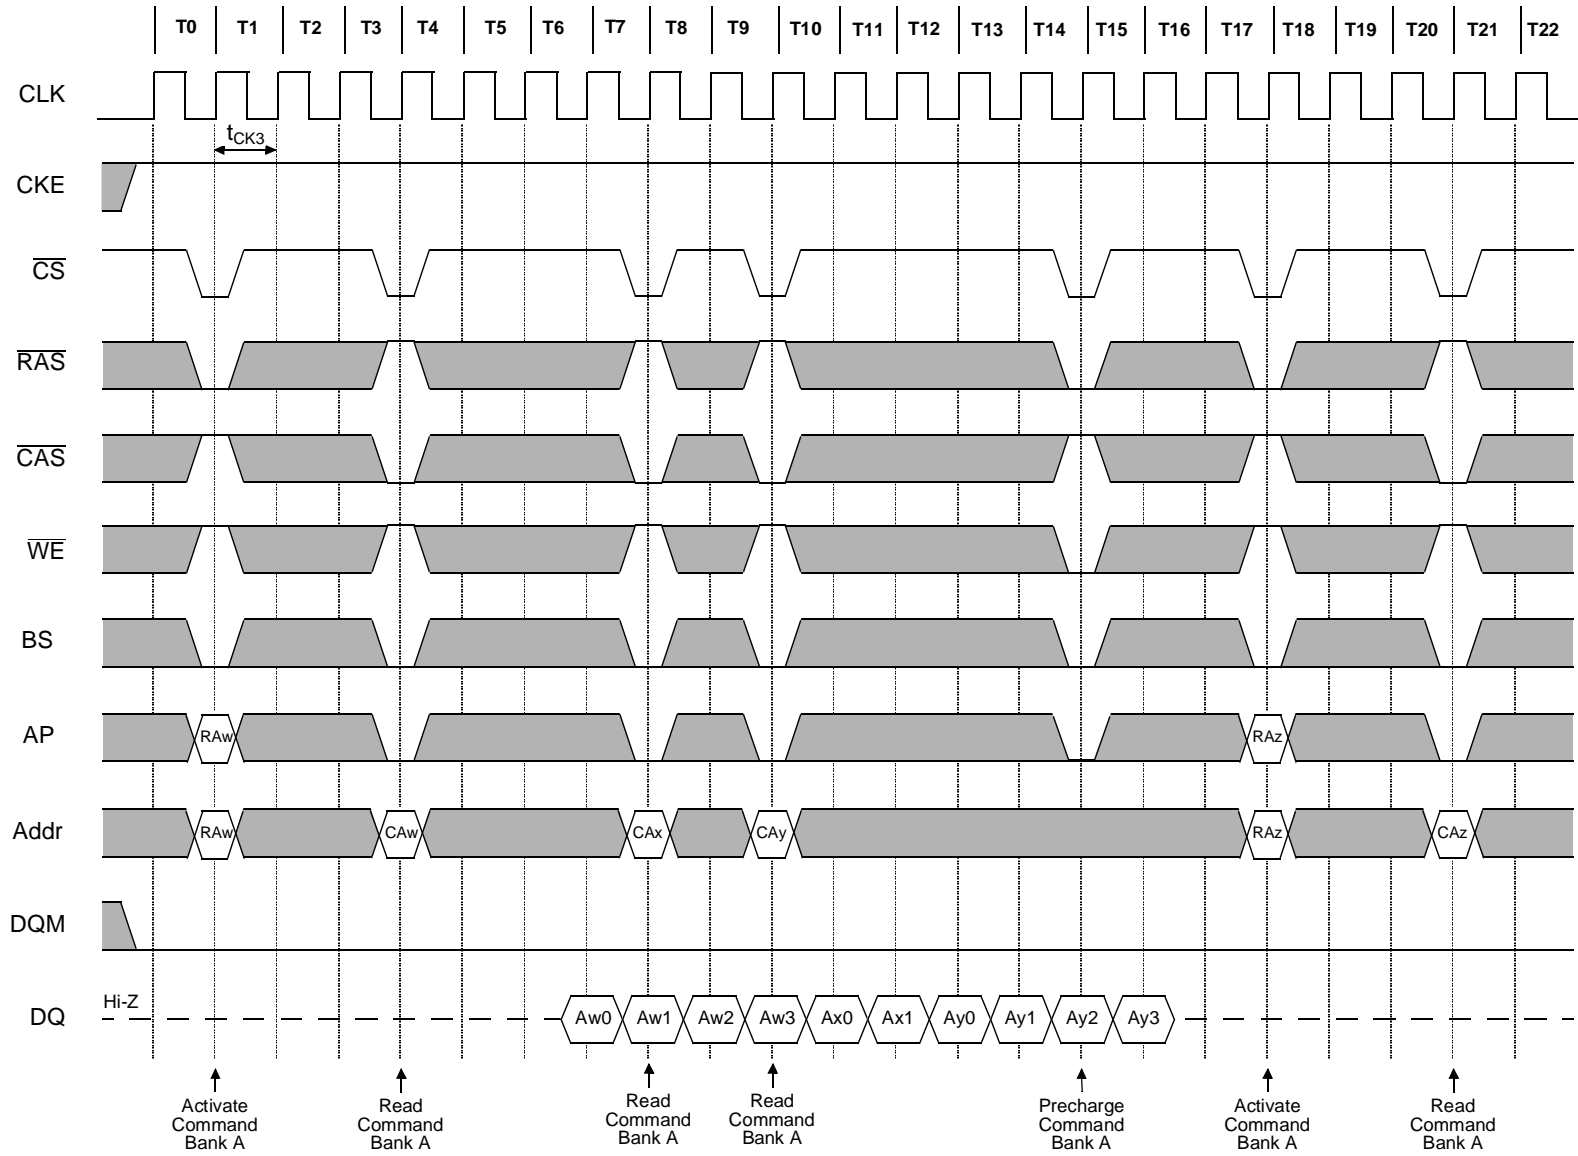 T0 T1 T2 T3 T4 T5 T6 T7 T8 T9 T10 T11 T12 T13 T14 T15 T16 T17 T18 T19 T20 T21 T22
CLK
tCK3
CKE
CS
RAS
CAS
WE
BS
AP RAw RAz
Addr RAw CAw CAx CAy RAz CAz
DQM
Hi-Z
DQ Aw0 Aw1 Aw2 Aw3 Ax0 Ax1 Ay0 Ay1 Ay2 Ay3
Activate
Command
Bank A
Read
Command
Bank A
Read
Command
Bank A
Read
Command
Bank A
Precharge
Command
Bank A
Activate
Command
Bank A
Read
Command
Bank A